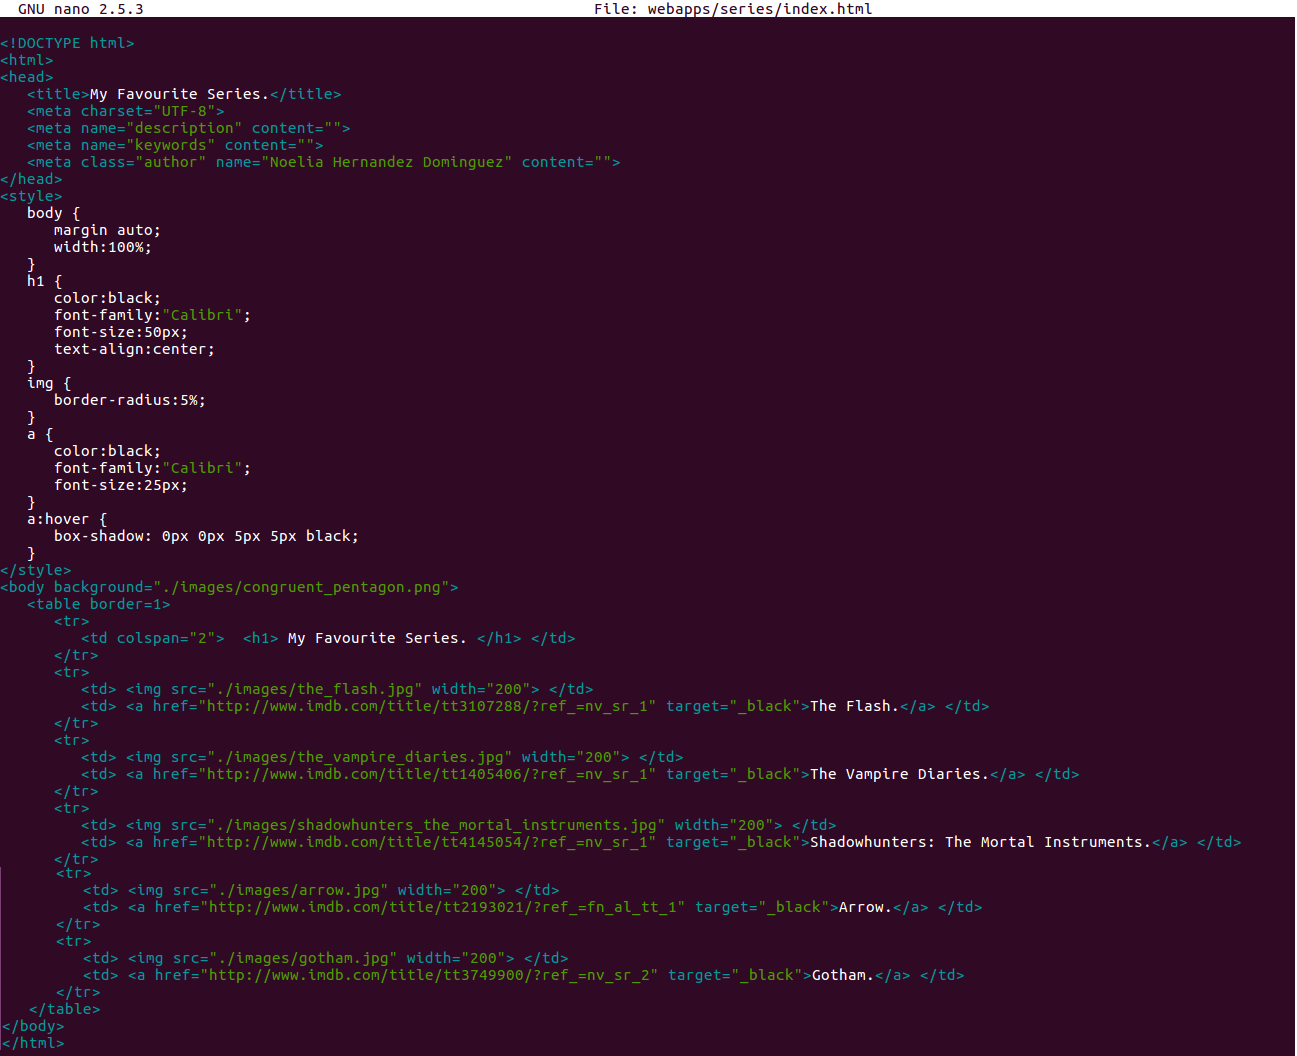 GNU nano 2.5.3 File: webapps/series/index.html
<!DOCTYPE html>
<html>
<head>
   <title>My Favourite Series.</title>
   <meta charset="UTF-8">
   <meta name="description" content="">
   <meta name="keywords" content="">
   <meta class="author" name="Noelia Hernandez Dominguez" content="">
</head>
<style>
   body {
      margin auto;
      width:100%;
   }
   h1 {
      color:black;
      font-family:"Calibri";
      font-size:50px;
      text-align:center;
   }
   img {
      border-radius:5%;
   }
   a {
      color:black;
      font-family:"Calibri";
      font-size:25px;
   }
   a:hover {
      box-shadow: 0px 0px 5px 5px black;
   }
</style>
<body background="./images/congruent_pentagon.png">
   <table border=1>
      <tr>
         <td colspan="2">  <h1> My Favourite Series. </h1> </td>
      </tr>
      <tr>
         <td> <img src="./images/the_flash.jpg" width="200"> </td>
         <td> <a href="http://www.imdb.com/title/tt3107288/?ref_=nv_sr_1" target="_black">The Flash.</a> </td>
      </tr>
      <tr>
         <td> <img src="./images/the_vampire_diaries.jpg" width="200"> </td>
         <td> <a href="http://www.imdb.com/title/tt1405406/?ref_=nv_sr_1" target="_black">The Vampire Diaries.</a> </td>
      </tr>
      <tr>
         <td> <img src="./images/shadowhunters_the_mortal_instruments.jpg" width="200"> </td>
         <td> <a href="http://www.imdb.com/title/tt4145054/?ref_=nv_sr_1" target="_black">Shadowhunters: The Mortal Instruments.</a> </td>
      </tr>
      <tr>
         <td> <img src="./images/arrow.jpg" width="200"> </td>
         <td> <a href="http://www.imdb.com/title/tt2193021/?ref_=fn_al_tt_1" target="_black">Arrow.</a> </td>
      </tr>
      <tr>
         <td> <img src="./images/gotham.jpg" width="200"> </td>
         <td> <a href="http://www.imdb.com/title/tt3749900/?ref_=nv_sr_2" target="_black">Gotham.</a> </td>
      </tr>
   </table>
</body>
</html>